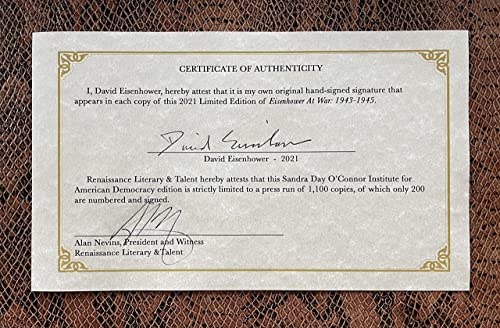 CERTIFICATE OF AUTHENTICITY
I, David Eisenhower, hereby attest that it is my own original hand-signed signature that
appears in each copy of this 2021 Limited Edition of Eisenhower At War: 1943-1945.
David Eisenhower
David Eisenhower - 2021
Renaissance Literary & Talent hereby attests that this Sandra Day O'Connor Institute for
American Democracy edition is strictly limited to a press run of 1,100 copies, of which only 200
are numbered and signed.
Alan Nevins, President and Witness
Renaissance Literary & Talent